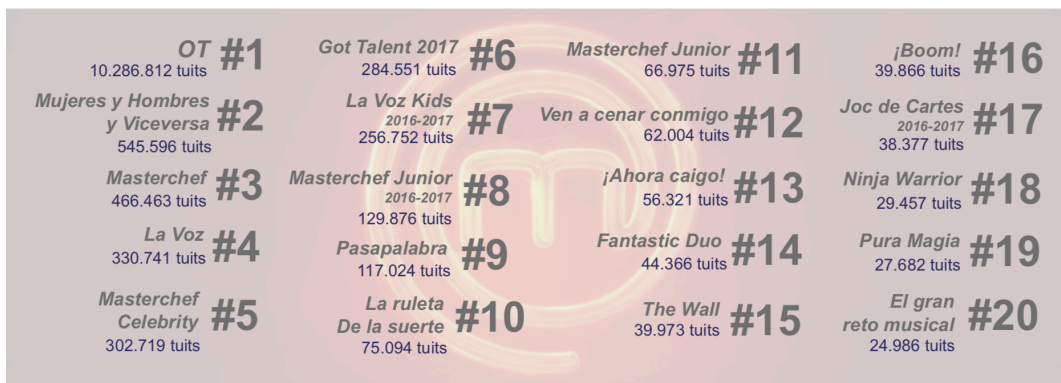 OT #1
10.286.812 tuits
Mujeres y Hombres
y Viceversa #2
545.596 tuits
Masterchef #3
466.463 tuits
La Voz #4
330.741 tuits
Masterchef
Celebrity #5
302.719 tuits
Got Talent 2017 #6
284.551 tuits
La Voz Kids
2016-2017 #7
256.752 tuits
Masterchef Junior
2016-2017 #8
129.876 tuits
Pasapalabra #9
117.024 tuits
La ruleta
De la suerte #10
75.094 tuits
Masterchef Junior #11
66.975 tuits
Ven a cenar conmigo #12
62.004 tuits
¡Ahora caigo! #13
56.321 tuits
Fantastic Duo #14
44.366 tuits
The Wall #15
39.973 tuits
¡Boom! #16
39.866 tuits
Joc de Cartes
2016-2017 #17
38.377 tuits
Ninja Warrior #18
29.457 tuits
Pura Magia #19
27.682 tuits
El gran
reto musical #20
24.986 tuits